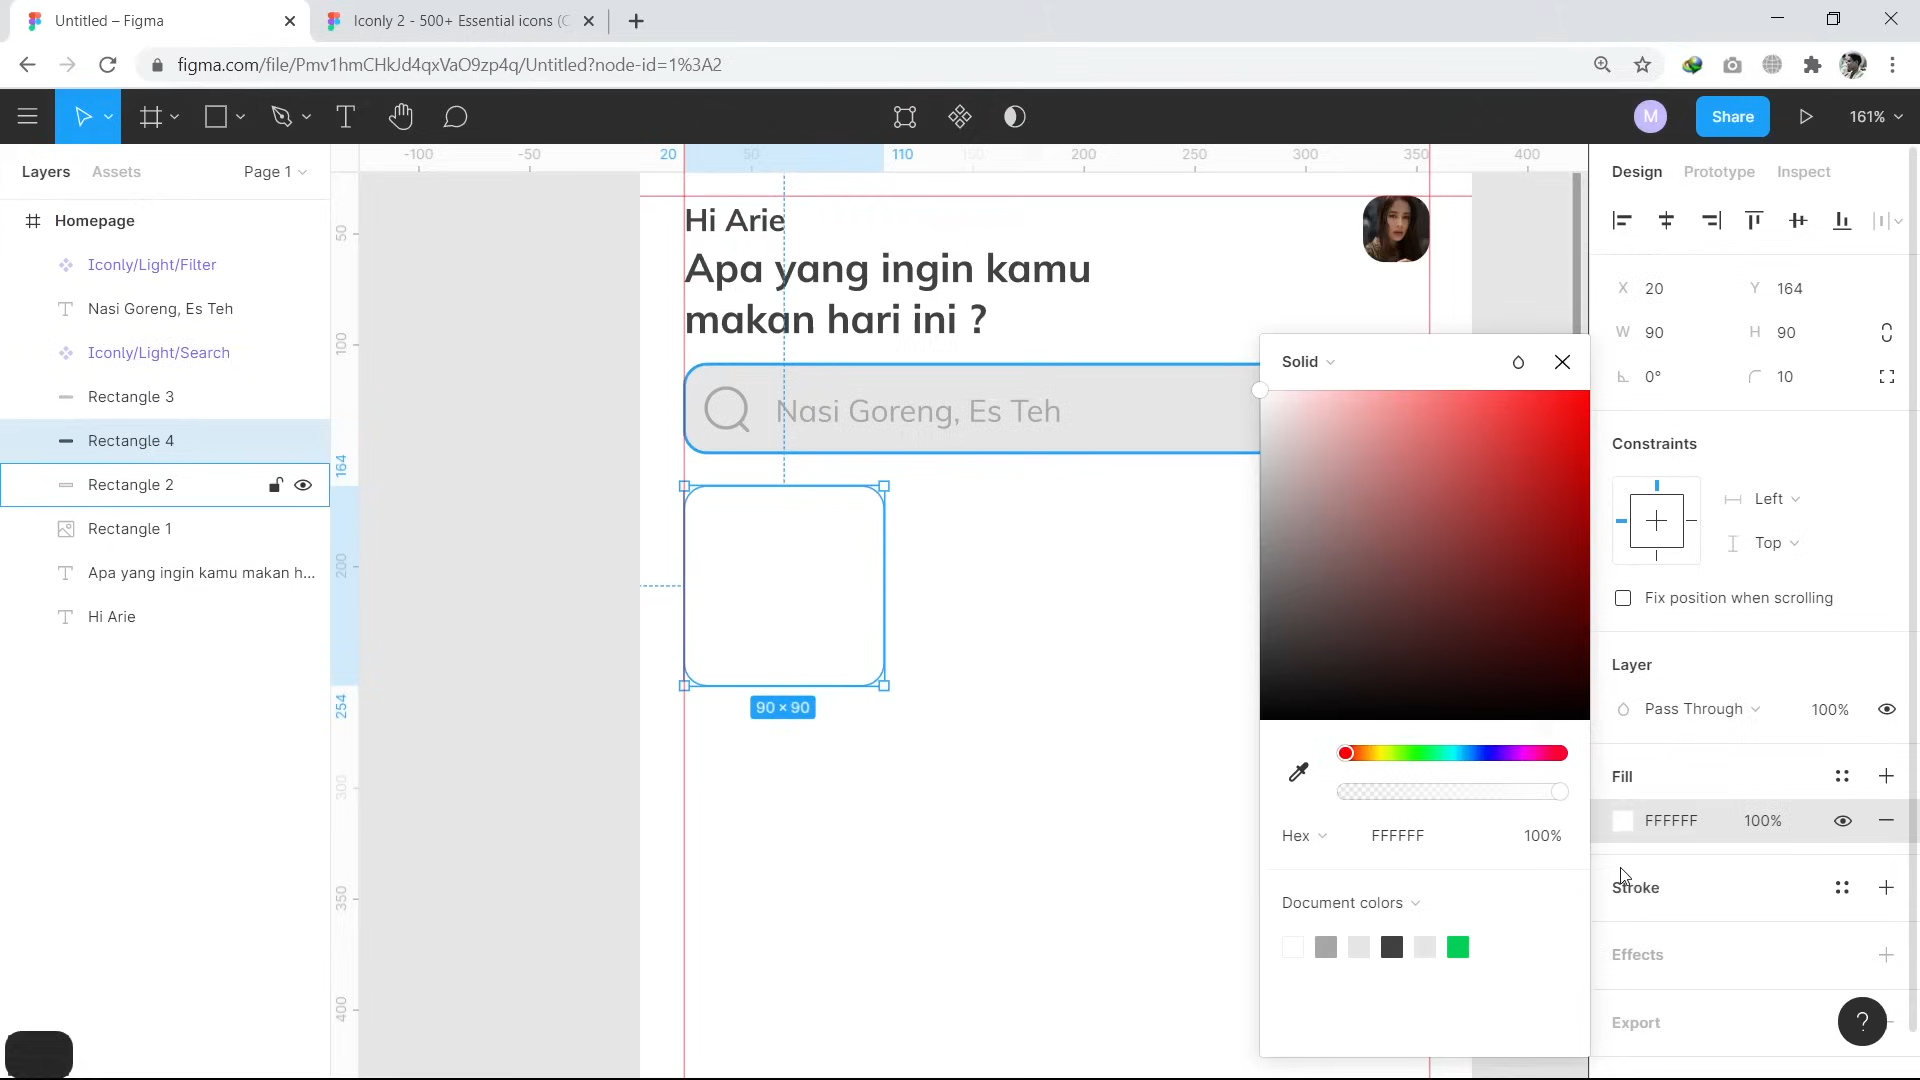 Untitled – Figma
Iconly 2 - 500+ Essential icons (C
figma.com/file/Pmv1hmCHkJd4qxVaO9zp4q/Untitled?node-id=1%3A2
M
Share
161%
Layers
Assets
Page 1
Homepage
Iconly/Light/Filter
Nasi Goreng, Es Teh
Iconly/Light/Search
Rectangle 3
Rectangle 4
Rectangle 2
Rectangle 1
Apa yang ingin kamu makan h...
Hi Arie
-100
-50
20
50
110
150
200
250
300
350
400
50
100
164
200
254
300
350
400
Hi Arie
Apa yang ingin kamu
makan hari ini ?
Nasi Goreng, Es Teh
90 × 90
Solid
Hex
FFFFFF
100%
Document colors
Design
Prototype
Inspect
X 20
Y 164
W 90
H 90
0°
10
Constraints
Left
Top
Fix position when scrolling
Layer
Pass Through
100%
Fill
FFFFFF
100%
Stroke
Effects
Export
?